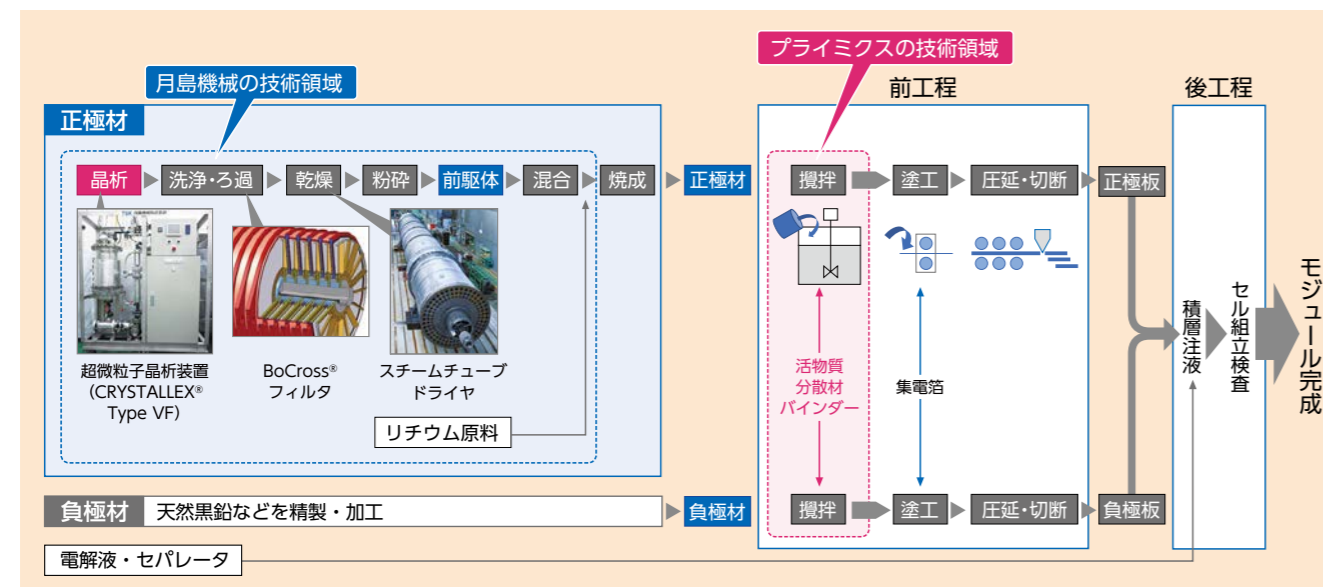 プライミクスの技術領域
月島機械の技術領域
前工程
後工程
正極材
晶析
洗浄・ろ過
乾燥
粉砕
前駆体
混合
焼成
正極材
攪拌
塗工
圧延・切断
正極板
超微粒子晶析装置
(CRYSTALLEX®
Type VF)
BoCross®
フィルタ
スチームチューブ
ドライヤ
リチウム原料
活物質
分散材
バインダー
集電箔
積層注液
セル組立検査
モジュール完成
負極材
天然黒鉛などを精製・加工
負極材
攪拌
塗工
圧延・切断
負極板
電解液・セパレータ